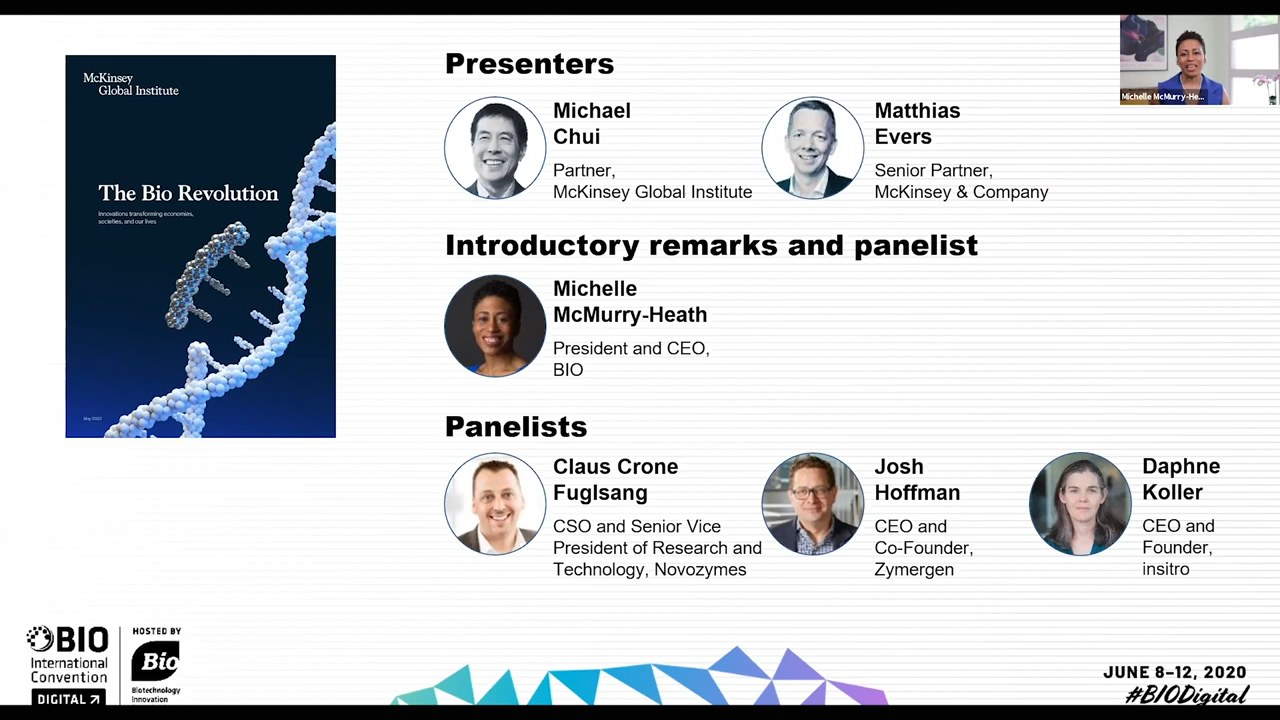 McKinsey
Global Institute
The Bio Revolution
Innovations transforming economies,
societies, and our lives
May 2020
Presenters
Michael
Chui
Partner,
McKinsey Global Institute
Matthias
Evers
Senior Partner,
McKinsey & Company
Michelle McMurry-He...
Introductory remarks and panelist
Michelle
McMurry-Heath
President and CEO,
BIO
Panelists
Claus Crone
Fuglsang
CSO and Senior Vice
President of Research and
Technology, Novozymes
Josh
Hoffman
CEO and
Co-Founder,
Zymergen
Daphne
Koller
CEO and
Founder,
insitro
BIO
International
Convention
DIGITAL
HOSTED BY
Bio
Biotechnology
Innovation
JUNE 8–12, 2020
#BIODigital